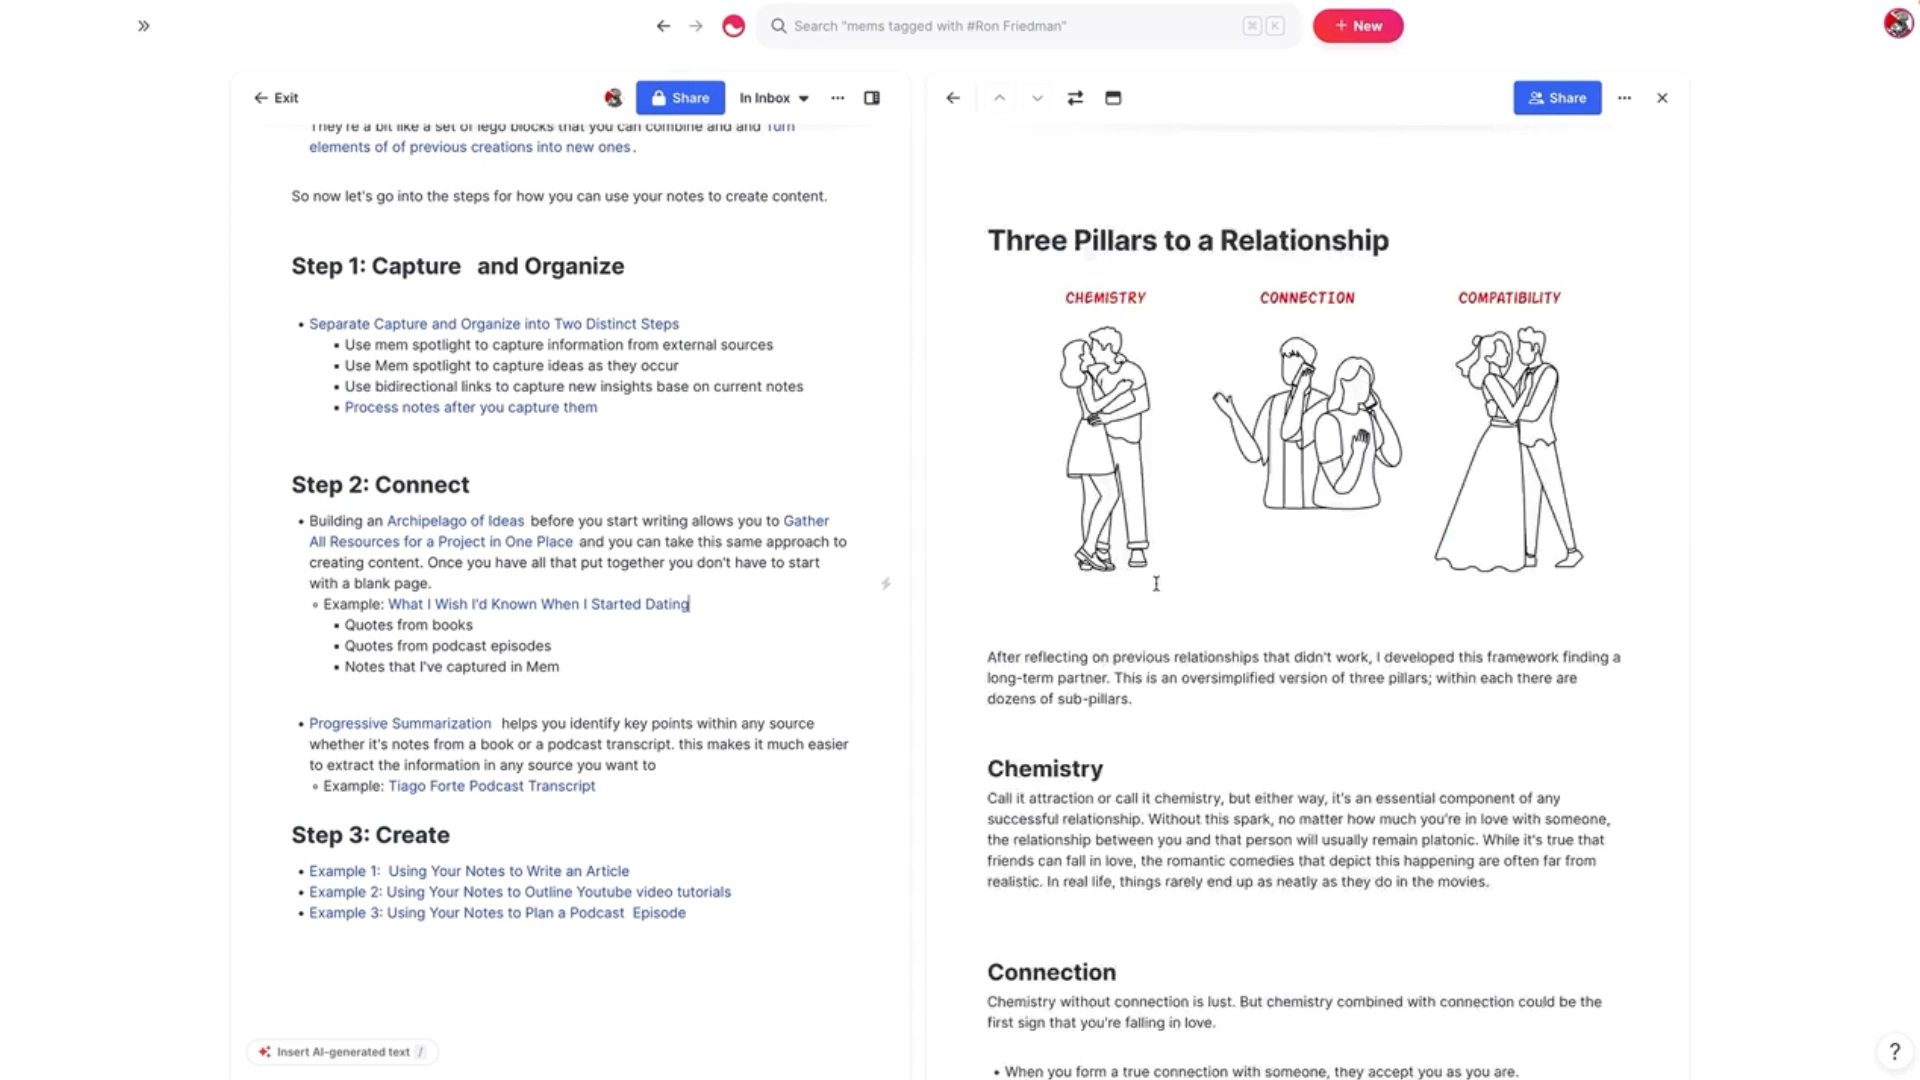 Search "mems tagged with #Ron Friedman"
⌘ K
+ New
← Exit
Share
In Inbox
They're a bit like a set of lego blocks that you can combine and and Turn
elements of of previous creations into new ones.
So now let's go into the steps for how you can use your notes to create content.
Step 1: Capture and Organize
• Separate Capture and Organize into Two Distinct Steps
▪ Use mem spotlight to capture information from external sources
▪ Use Mem spotlight to capture ideas as they occur
▪ Use bidirectional links to capture new insights base on current notes
▪ Process notes after you capture them
Step 2: Connect
• Building an Archipelago of Ideas before you start writing allows you to Gather
All Resources for a Project in One Place and you can take this same approach to
creating content. Once you have all that put together you don't have to start
with a blank page.
◦ Example: What I Wish I'd Known When I Started Dating
▪ Quotes from books
▪ Quotes from podcast episodes
▪ Notes that I've captured in Mem
• Progressive Summarization helps you identify key points within any source
whether it's notes from a book or a podcast transcript. this makes it much easier
to extract the information in any source you want to
◦ Example: Tiago Forte Podcast Transcript
Step 3: Create
• Example 1: Using Your Notes to Write an Article
• Example 2: Using Your Notes to Outline Youtube video tutorials
• Example 3: Using Your Notes to Plan a Podcast Episode
Insert AI-generated text /
Share
Three Pillars to a Relationship
CHEMISTRY
CONNECTION
COMPATIBILITY
After reflecting on previous relationships that didn't work, I developed this framework finding a
long-term partner. This is an oversimplified version of three pillars; within each there are
dozens of sub-pillars.
Chemistry
Call it attraction or call it chemistry, but either way, it's an essential component of any
successful relationship. Without this spark, no matter how much you're in love with someone,
the relationship between you and that person will usually remain platonic. While it's true that
friends can fall in love, the romantic comedies that depict this happening are often far from
realistic. In real life, things rarely end up as neatly as they do in the movies.
Connection
Chemistry without connection is lust. But chemistry combined with connection could be the
first sign that you're falling in love.
• When you form a true connection with someone, they accept you as you are.
?